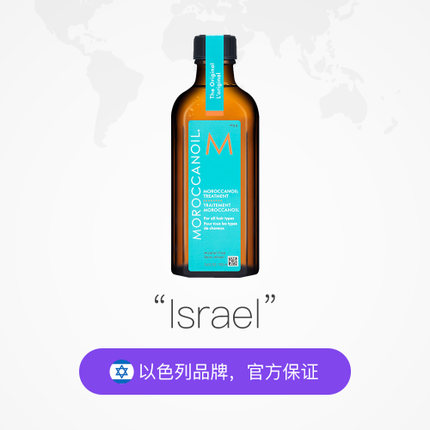 The Original
L'original
MOROCCANOIL®
M
MOROCCANOIL
TREATMENT
TRAITEMENT
MOROCCANOIL
For all hair types
Pour tous les types
de cheveux
“Israel”
以色列品牌，官方保证